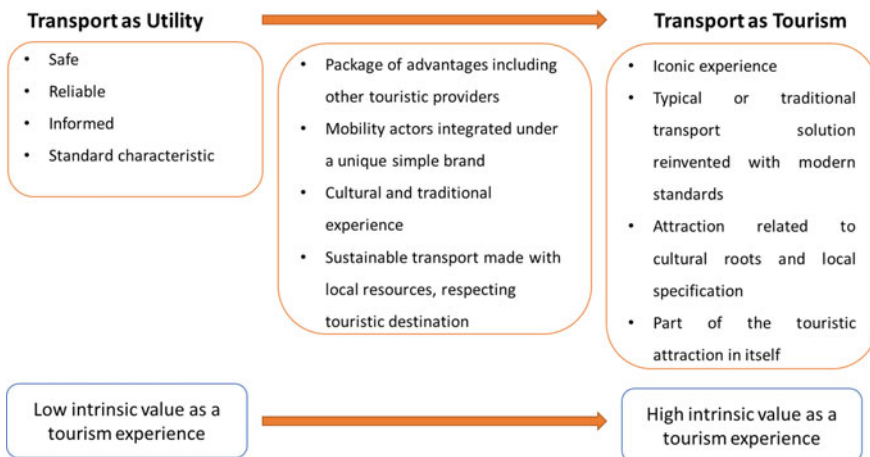 Transport as Utility
Transport as Tourism
• Safe
• Reliable
• Informed
• Standard characteristic
• Package of advantages including
other touristic providers
• Mobility actors integrated under
a unique simple brand
• Cultural and traditional
experience
• Sustainable transport made with
local resources, respecting
touristic destination
• Iconic experience
• Typical or traditional
transport solution
reinvented with modern
standards
• Attraction related to
cultural roots and local
specification
• Part of the touristic
attraction in itself
Low intrinsic value as a
tourism experience
High intrinsic value as a
tourism experience